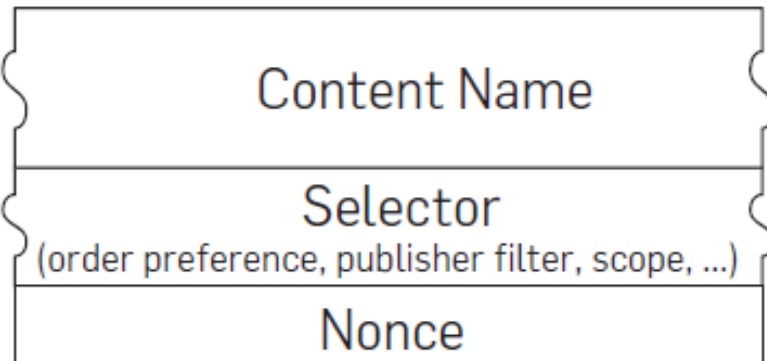 Content Name
Selector
(order preference, publisher filter, scope, ...)
Nonce